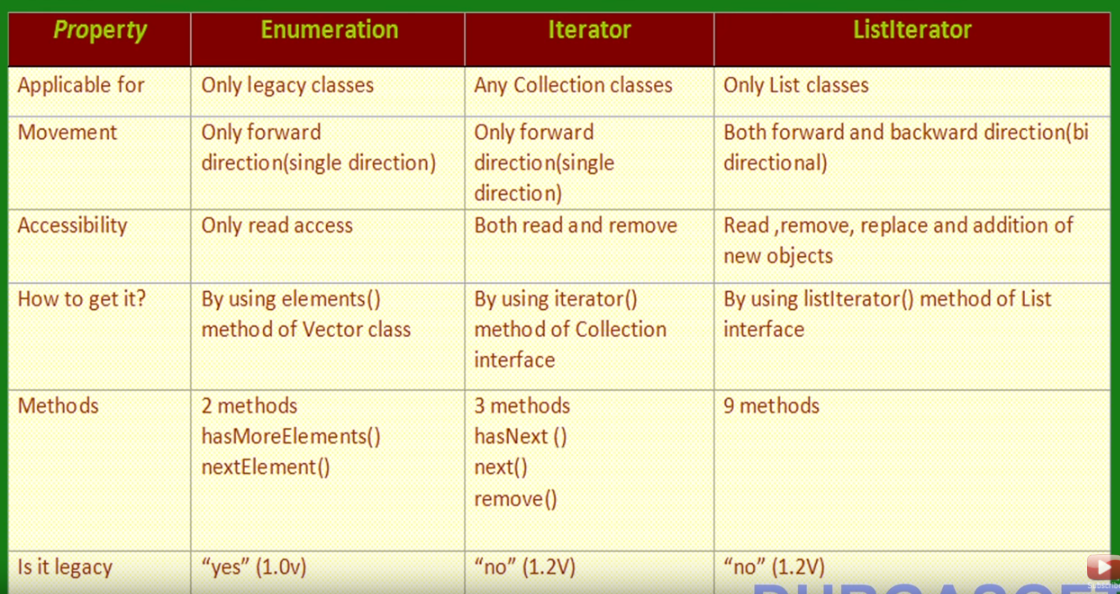 Property Enumeration Iterator ListIterator
Applicable for Only legacy classes Any Collection classes Only List classes
Movement Only forward Only forward Both forward and backward direction(bi
direction(single direction) direction(single directional)
direction)
Accessibility Only read access Both read and remove Read ,remove, replace and addition of
new objects
How to get it? By using elements() By using iterator() By using listIterator() method of List
method of Vector class method of Collection interface
interface
Methods 2 methods 3 methods 9 methods
hasMoreElements() hasNext ()
nextElement() next()
remove()
Is it legacy “yes” (1.0v) “no” (1.2V) “no” (1.2V)